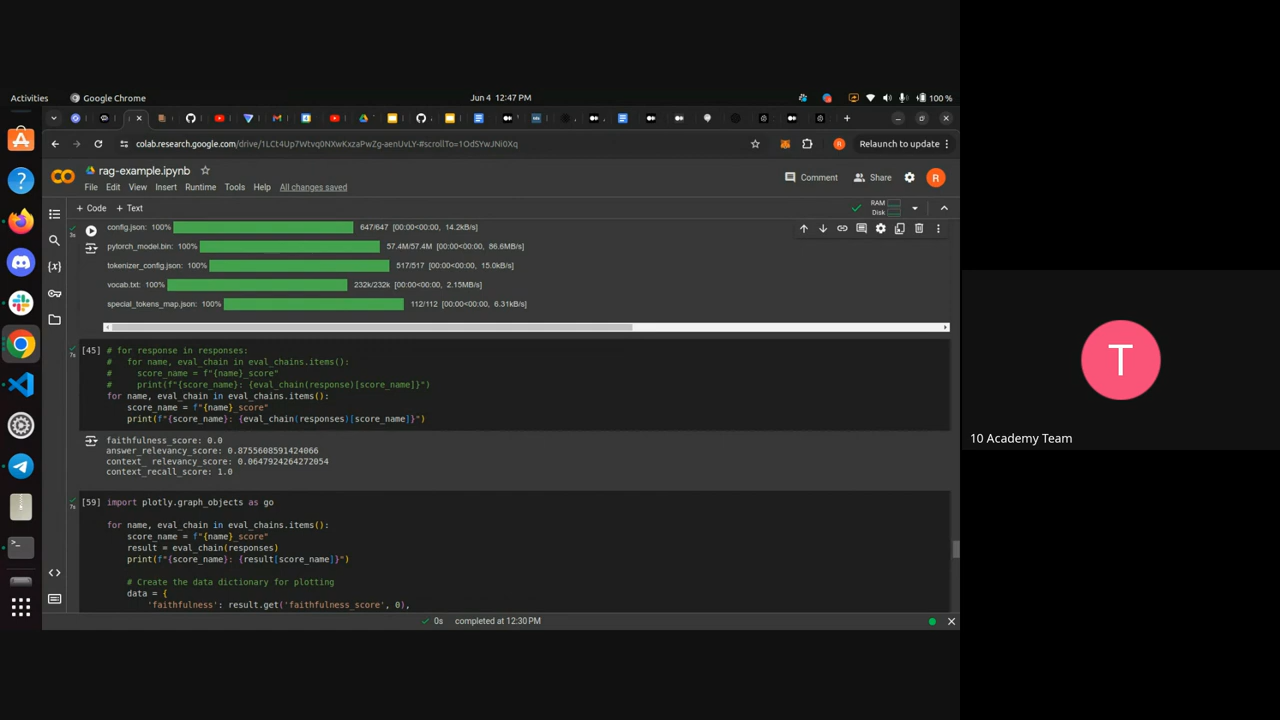 Activities
Google Chrome
Jun 4 12:47 PM
100 %
colab.research.google.com/drive/1LCt4Up7Wtvq0NXwKxzaPwZg-aenUvLY-#scrollTo=1OdSYwJNi0Xq
Relaunch to update
rag-example.ipynb
File Edit View Insert Runtime Tools Help All changes saved
Comment Share R
+ Code + Text
RAM
Disk
config.json: 100% 647/647 [00:00<00:00, 14.2kB/s]
pytorch_model.bin: 100% 57.4M/57.4M [00:00<00:00, 86.6MB/s]
tokenizer_config.json: 100% 517/517 [00:00<00:00, 15.0kB/s]
vocab.txt: 100% 232k/232k [00:00<00:00, 2.15MB/s]
special_tokens_map.json: 100% 112/112 [00:00<00:00, 6.31kB/s]
[45] # for response in responses:
#   for name, eval_chain in eval_chains.items():
#     score_name = f"{name}_score"
#     print(f"{score_name}: {eval_chain(response)[score_name]}")
for name, eval_chain in eval_chains.items():
    score_name = f"{name}_score"
    print(f"{score_name}: {eval_chain(responses)[score_name]}")
faithfulness_score: 0.0
answer_relevancy_score: 0.8755608591424066
context_ relevancy_score: 0.0647924264272054
context_recall_score: 1.0
[59] import plotly.graph_objects as go
for name, eval_chain in eval_chains.items():
    score_name = f"{name}_score"
    result = eval_chain(responses)
    print(f"{score_name}: {result[score_name]}")
    # Create the data dictionary for plotting
    data = {
        'faithfulness': result.get('faithfulness_score', 0),
0s completed at 12:30 PM
T
10 Academy Team